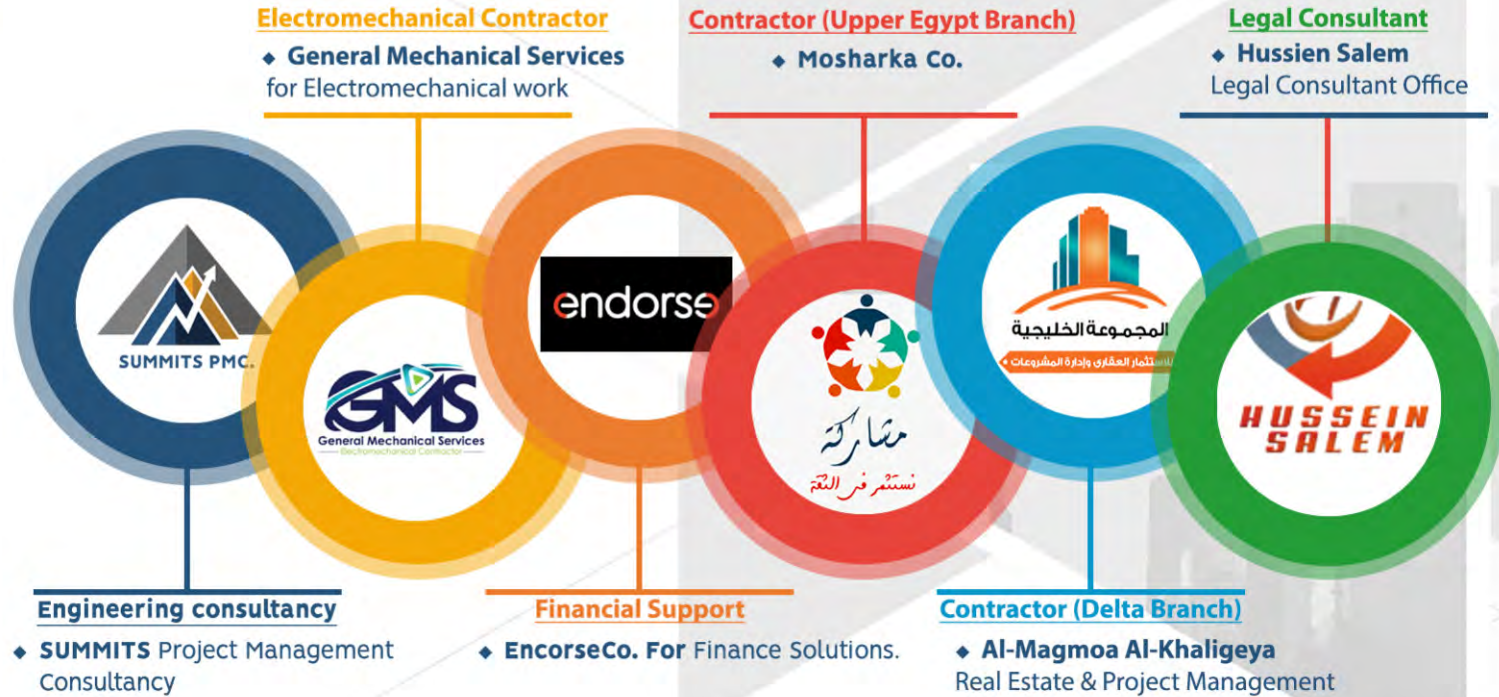 Electromechanical Contractor
◆ General Mechanical Services
for Electromechanical work
Contractor (Upper Egypt Branch)
◆ Mosharka Co.
Legal Consultant
◆ Hussien Salem
Legal Consultant Office
SUMMITS PMC.
GMS
General Mechanical Services
Electromechanical Contractor
endorse
مشاركة
نستثمر في الثقة
المجموعة الخليجية
للاستثمار العقارى وإدارة المشروعات
HUSSEIN
SALEM
Engineering consultancy
◆ SUMMITS Project Management
Consultancy
Financial Support
◆ EncorseCo. For Finance Solutions.
Contractor (Delta Branch)
◆ Al-Magmoa Al-Khaligeya
Real Estate & Project Management